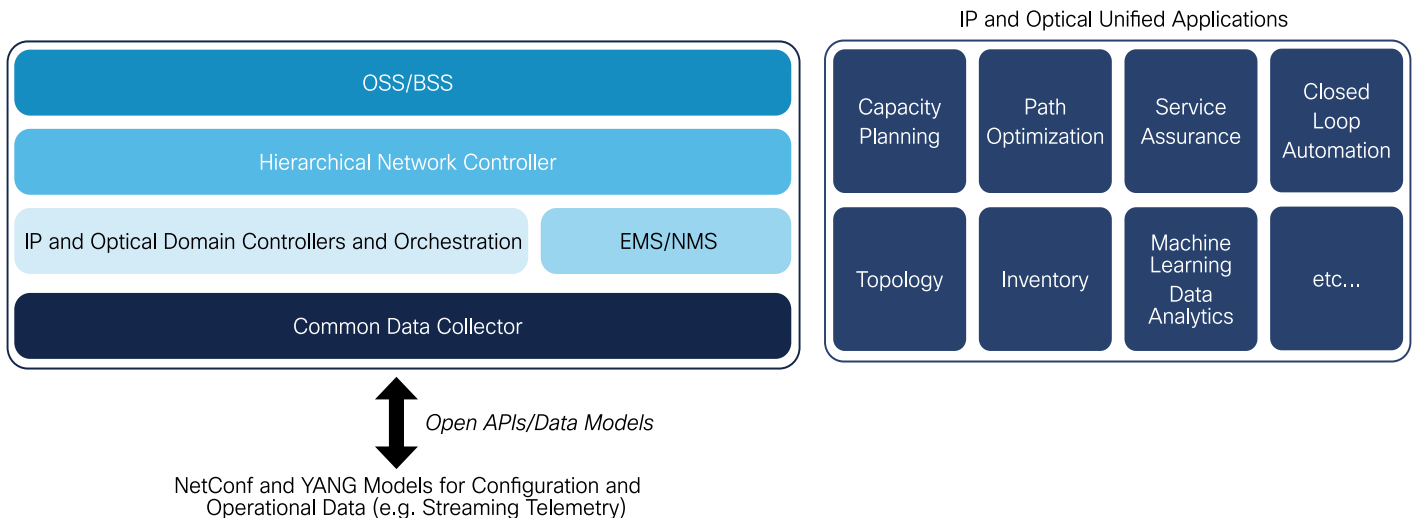 IP and Optical Unified Applications
OSS/BSS
Hierarchical Network Controller
IP and Optical Domain Controllers and Orchestration
EMS/NMS
Common Data Collector
Open APIs/Data Models
NetConf and YANG Models for Configuration and
Operational Data (e.g. Streaming Telemetry)
Capacity
Planning
Path
Optimization
Service
Assurance
Closed
Loop
Automation
Topology
Inventory
Machine
Learning
Data
Analytics
etc...